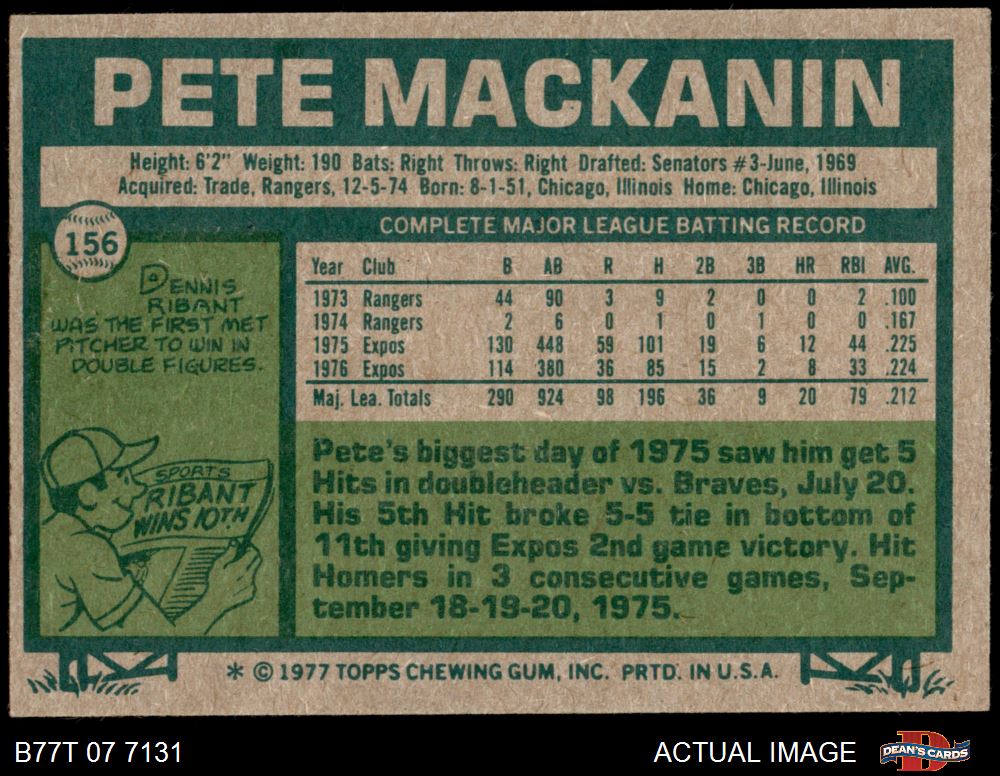 PETE MACKANIN
Height: 6'2" Weight: 190 Bats: Right Throws: Right Drafted: Senators #3-June, 1969
Acquired: Trade, Rangers, 12-5-74 Born: 8-1-51, Chicago, Illinois Home: Chicago, Illinois
156
DENNIS
RIBANT
WAS THE FIRST MET
PITCHER TO WIN IN
DOUBLE FIGURES.
SPORTS
RIBANT
WINS 10TH
COMPLETE MAJOR LEAGUE BATTING RECORD
Year Club B AB R H 2B 3B HR RBI AVG.
1973 Rangers 44 90 3 9 2 0 0 2 .100
1974 Rangers 2 6 0 1 0 1 0 0 .167
1975 Expos 130 448 59 101 19 6 12 44 .225
1976 Expos 114 380 36 85 15 2 8 33 .224
Maj. Lea. Totals 290 924 98 196 36 9 20 79 .212
Pete's biggest day of 1975 saw him get 5
Hits in doubleheader vs. Braves, July 20.
His 5th Hit broke 5-5 tie in bottom of
11th giving Expos 2nd game victory. Hit
Homers in 3 consecutive games, Sep-
tember 18-19-20, 1975.
* © 1977 TOPPS CHEWING GUM, INC. PRTD. IN U.S.A.
B77T 07 7131
ACTUAL IMAGE
DEAN'S CARDS